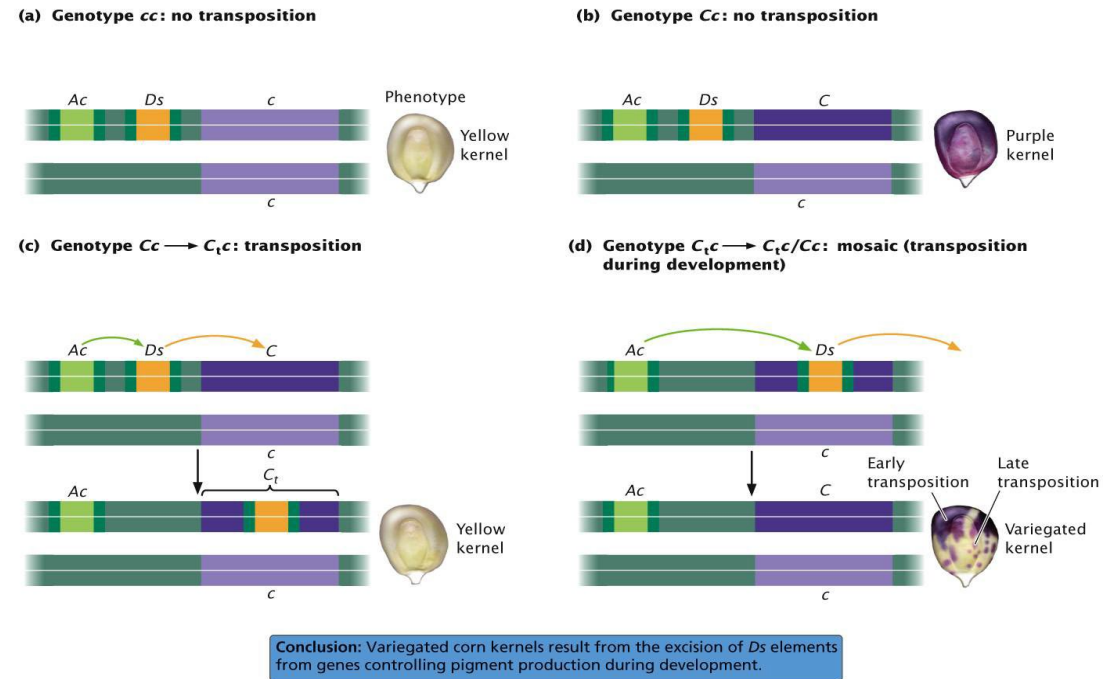 (a) Genotype cc: no transposition
Ac
Ds
c
Phenotype
Yellow
kernel
c
(b) Genotype Cc: no transposition
Ac
Ds
C
Purple
kernel
c
(c) Genotype Cc → Ctc: transposition
Ac
Ds
C
c
Ac
Ct
Yellow
kernel
c
(d) Genotype Ctc → Ctc/Cc: mosaic (transposition
during development)
Ac
Ds
c
Ac
C
Early
transposition
Late
transposition
Variegated
kernel
c
Conclusion: Variegated corn kernels result from the excision of Ds elements
from genes controlling pigment production during development.